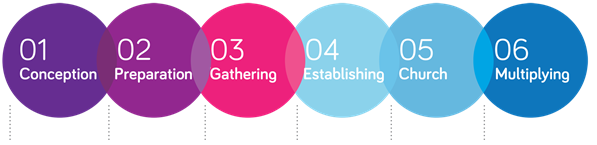 01
Conception
02
Preparation
03
Gathering
04
Establishing
05
Church
06
Multiplying